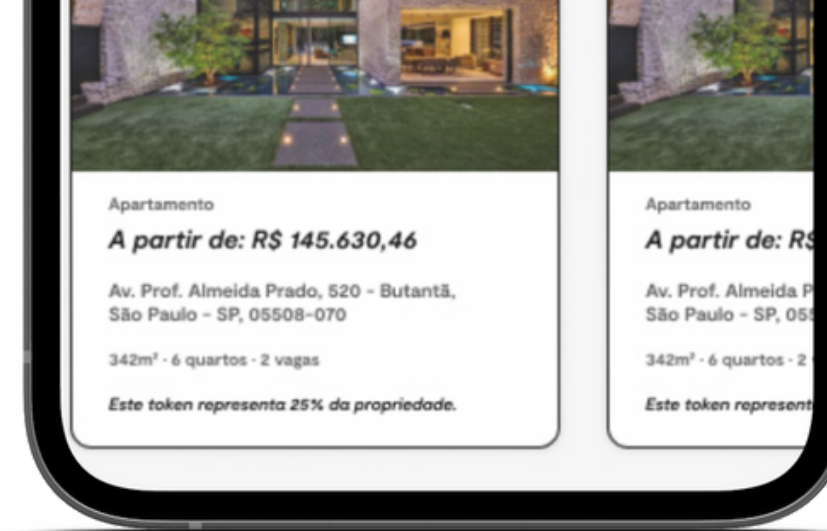 Apartamento
A partir de: R$ 145.630,46
Av. Prof. Almeida Prado, 520 - Butantã,
São Paulo - SP, 05508-070
342m² · 6 quartos · 2 vagas
Este token representa 25% da propriedade.
Apartamento
A partir de: R$
Av. Prof. Almeida P
São Paulo - SP, 055
342m² · 6 quartos · 2
Este token represent